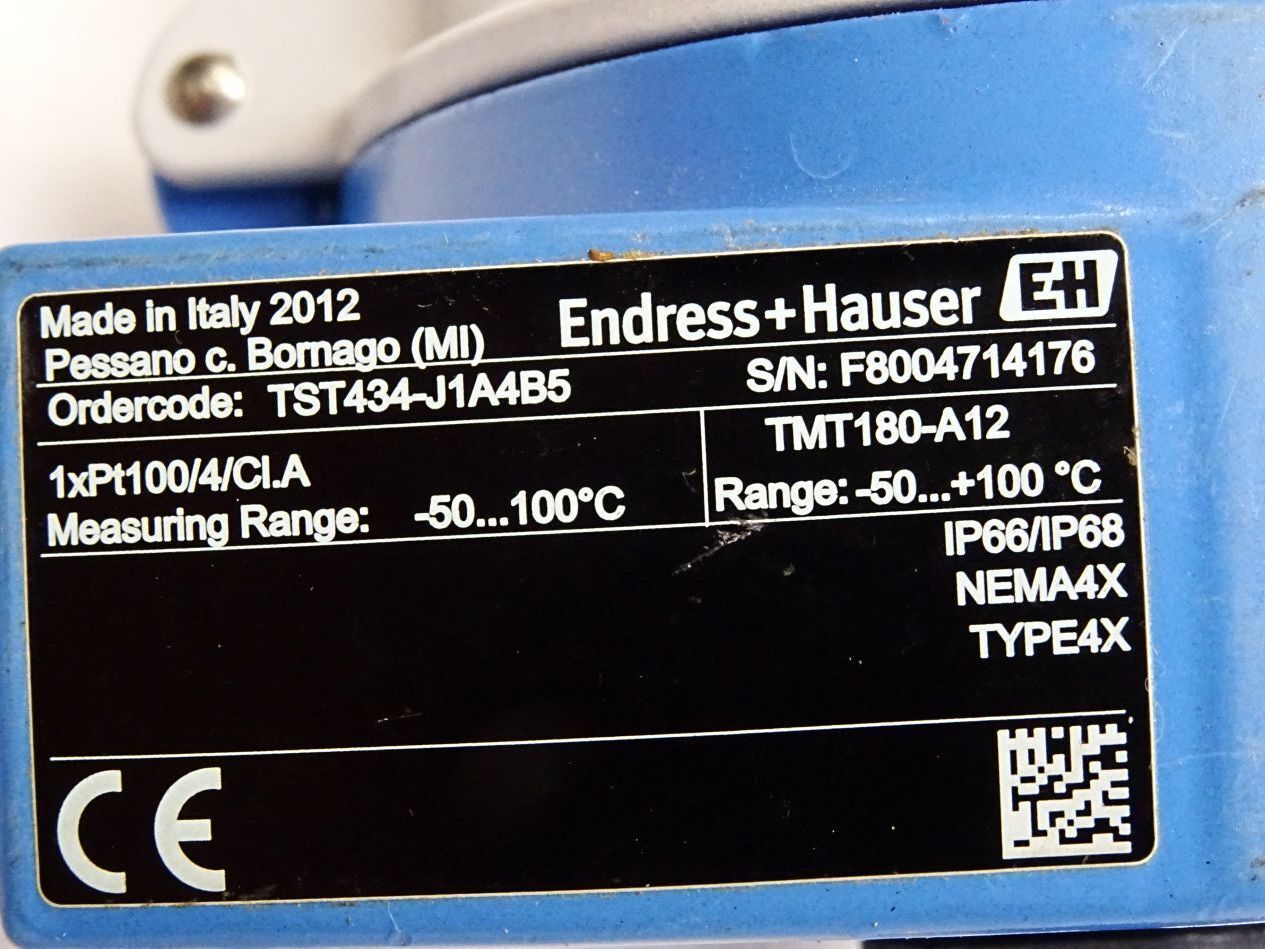 Made in Italy 2012
Pessano c. Bornago (MI)
Endress+Hauser EH
Ordercode: TST434-J1A4B5
S/N: F8004714176
1xPt100/4/Cl.A
Measuring Range: -50...100°C
TMT180-A12
Range: -50...+100 °C
IP66/IP68
NEMA4X
TYPE4X
CE